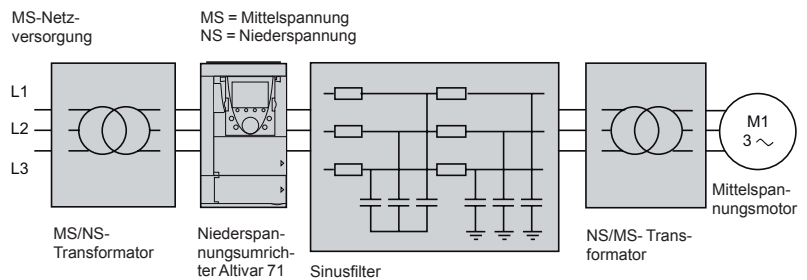 MS-Netz-
versorgung
MS = Mittelspannung
NS = Niederspannung
L1
L2
L3
M1
3 ~
MS/NS-
Transformator
Niederspan-
nungsumrich-
ter Altivar 71
Sinusfilter
NS/MS- Trans-
formator
Mittelspan-
nungsmotor